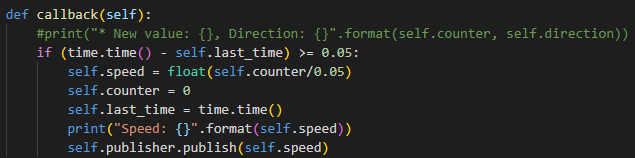 def callback(self):
    #print("* New value: {}, Direction: {}".format(self.counter, self.direction))
    if (time.time() - self.last_time) >= 0.05:
        self.speed = float(self.counter/0.05)
        self.counter = 0
        self.last_time = time.time()
        print("Speed: {}".format(self.speed))
        self.publisher.publish(self.speed)